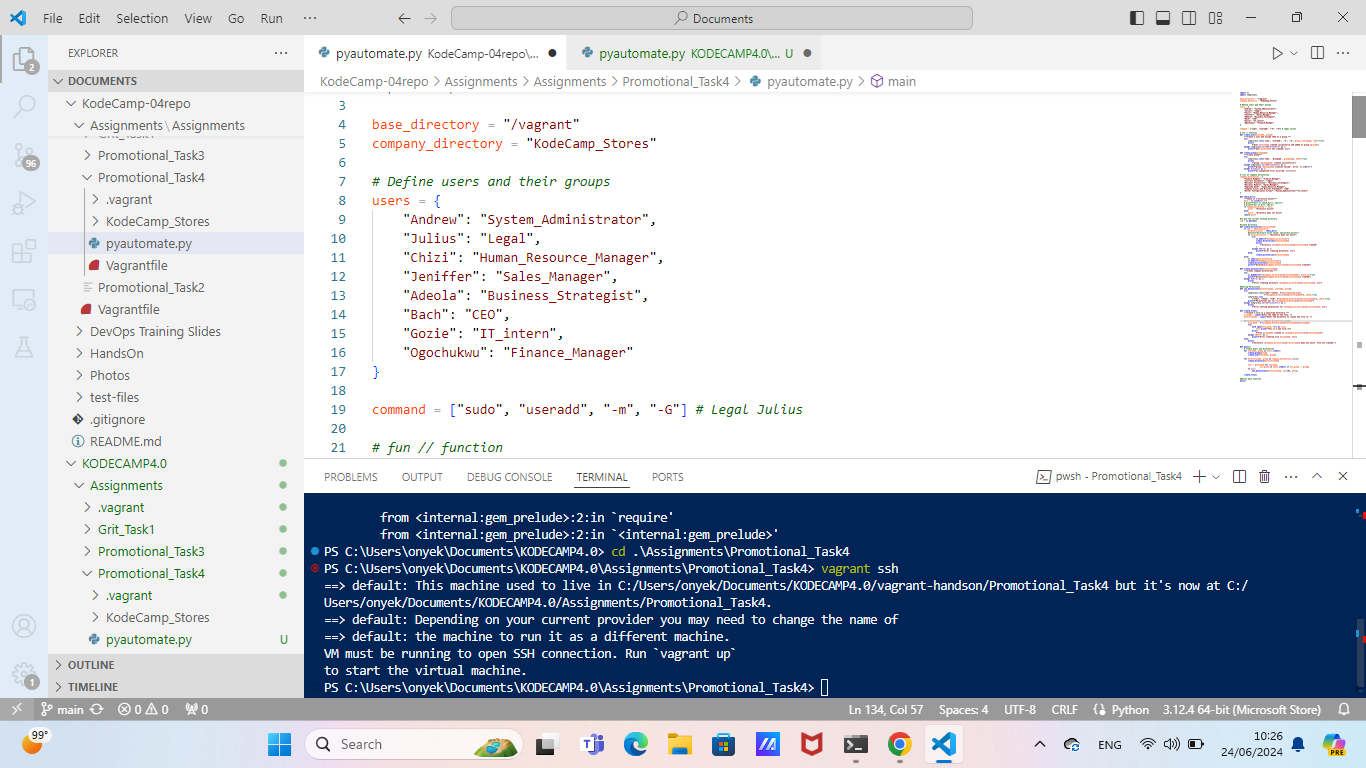 File Edit Selection View Go Run ··· Documents
EXPLORER
DOCUMENTS
KodeCamp-04repo
Assignments \ Assignments
Promotional_Task3
Promotional_Task4
.vagrant
KodeCamp_Stores
pyautomate.py
Vagrantfile
Promotional_Task2
Vagrantfile
DevOps Training Slides
HandsOn
Photos
test-files
.gitignore
README.md
KODECAMP4.0
Assignments
.vagrant
Grit_Task1
Promotional_Task3
Promotional_Task4
.vagrant
KodeCamp_Stores
pyautomate.py U
OUTLINE
TIMELINE
2
96
1
pyautomate.py KodeCamp-04repo\... pyautomate.py KODECAMP4.0\... U
KodeCamp-04repo > Assignments > Assignments > Promotional_Task4 > pyautomate.py > main
3
4 base_directory = "/vagrant"
5 company_directory = "KodeCamp_Stores"
6
7 # Define users and their groups
8 users = {
9 "Andrew": "System_Administrator",
10 "Julius": "Legal",
11 "Chizi": "Human_Resource_Manager",
12 "Jeniffer": "Sales_Manager",
13 "Adeola": "Business_Strategist",
14 "Bach": "CEO",
15 "Gozie": "IT_intern",
16 "Ogochukwu": "Finance_Manager"
17 }
18
19 command = ["sudo", "useradd", "-m", "-G"] # Legal Julius
20
21 # fun // function
PROBLEMS OUTPUT DEBUG CONSOLE TERMINAL PORTS pwsh - Promotional_Task4
from <internal:gem_prelude>:2:in `require'
from <internal:gem_prelude>:2:in `<internal:gem_prelude>'
PS C:\Users\onyek\Documents\KODECAMP4.0> cd .\Assignments\Promotional_Task4
PS C:\Users\onyek\Documents\KODECAMP4.0\Assignments\Promotional_Task4> vagrant ssh
==> default: This machine used to live in C:/Users/onyek/Documents/KODECAMP4.0/vagrant-handson/Promotional_Task4 but it's now at C:/
Users/onyek/Documents/KODECAMP4.0/Assignments/Promotional_Task4.
==> default: Depending on your current provider you may need to change the name of
==> default: the machine to run it as a different machine.
VM must be running to open SSH connection. Run `vagrant up`
to start the virtual machine.
PS C:\Users\onyek\Documents\KODECAMP4.0\Assignments\Promotional_Task4>
main 0 0 0 Ln 134, Col 57 Spaces: 4 UTF-8 CRLF Python 3.12.4 64-bit (Microsoft Store)
99° Search ENG 10:26
24/06/2024
PRE